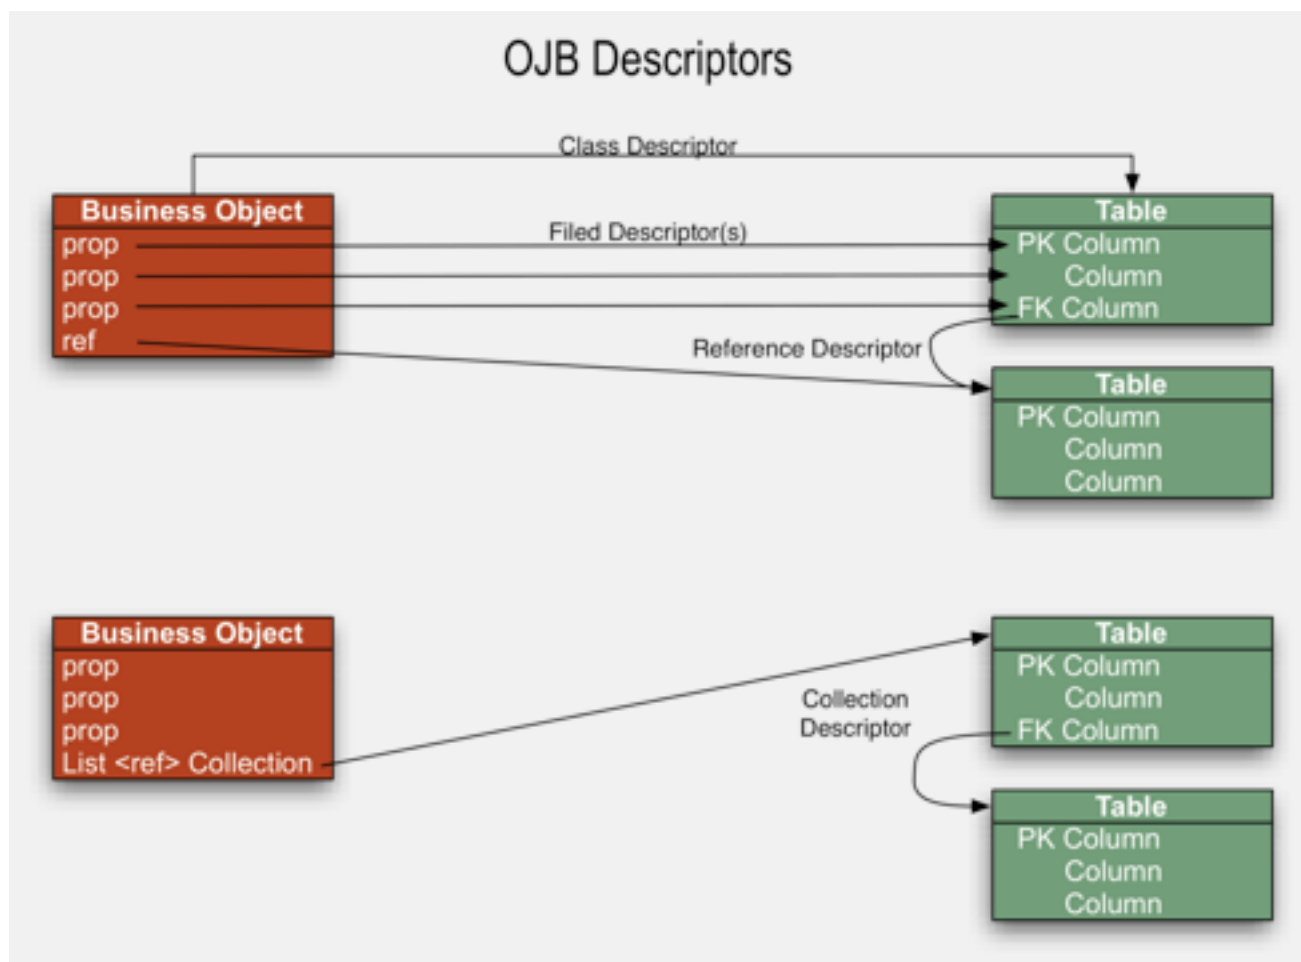 OJB Descriptors
Class Descriptor
Business Object
prop
prop
prop
ref
Filed Descriptor(s)
Table
PK Column
Column
FK Column
Reference Descriptor
Table
PK Column
Column
Column
Business Object
prop
prop
prop
List <ref> Collection
Collection
Descriptor
Table
PK Column
Column
FK Column
Table
PK Column
Column
Column